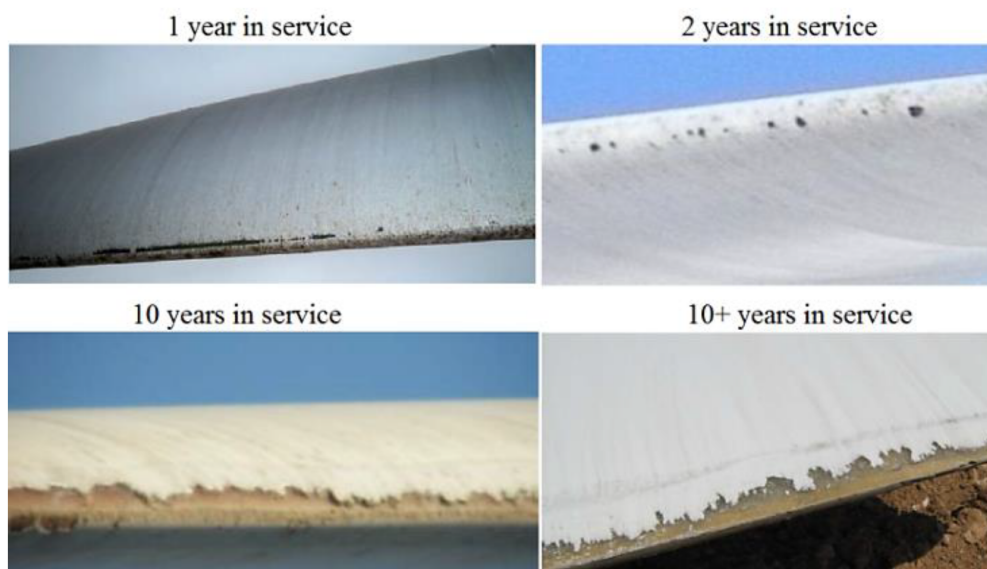 1 year in service
2 years in service
10 years in service
10+ years in service